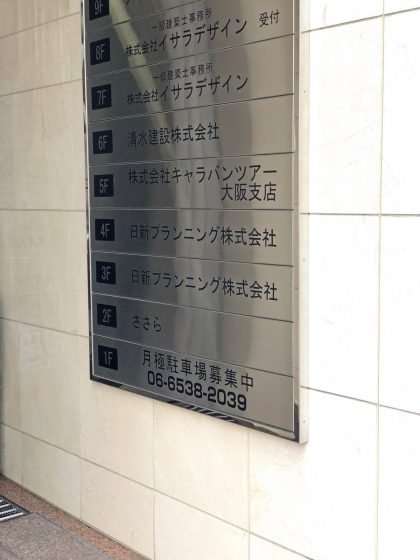 9F
一級建築士事務所
8F 株式会社イサラデザイン 受付
一級建築士事務所
7F 株式会社イサラデザイン
6F 清水建設株式会社
5F 株式会社キャラバンツアー
大阪支店
4F 日新プランニング株式会社
3F 日新プランニング株式会社
2F ささら
1F 月極駐車場募集中
06-6538-2039